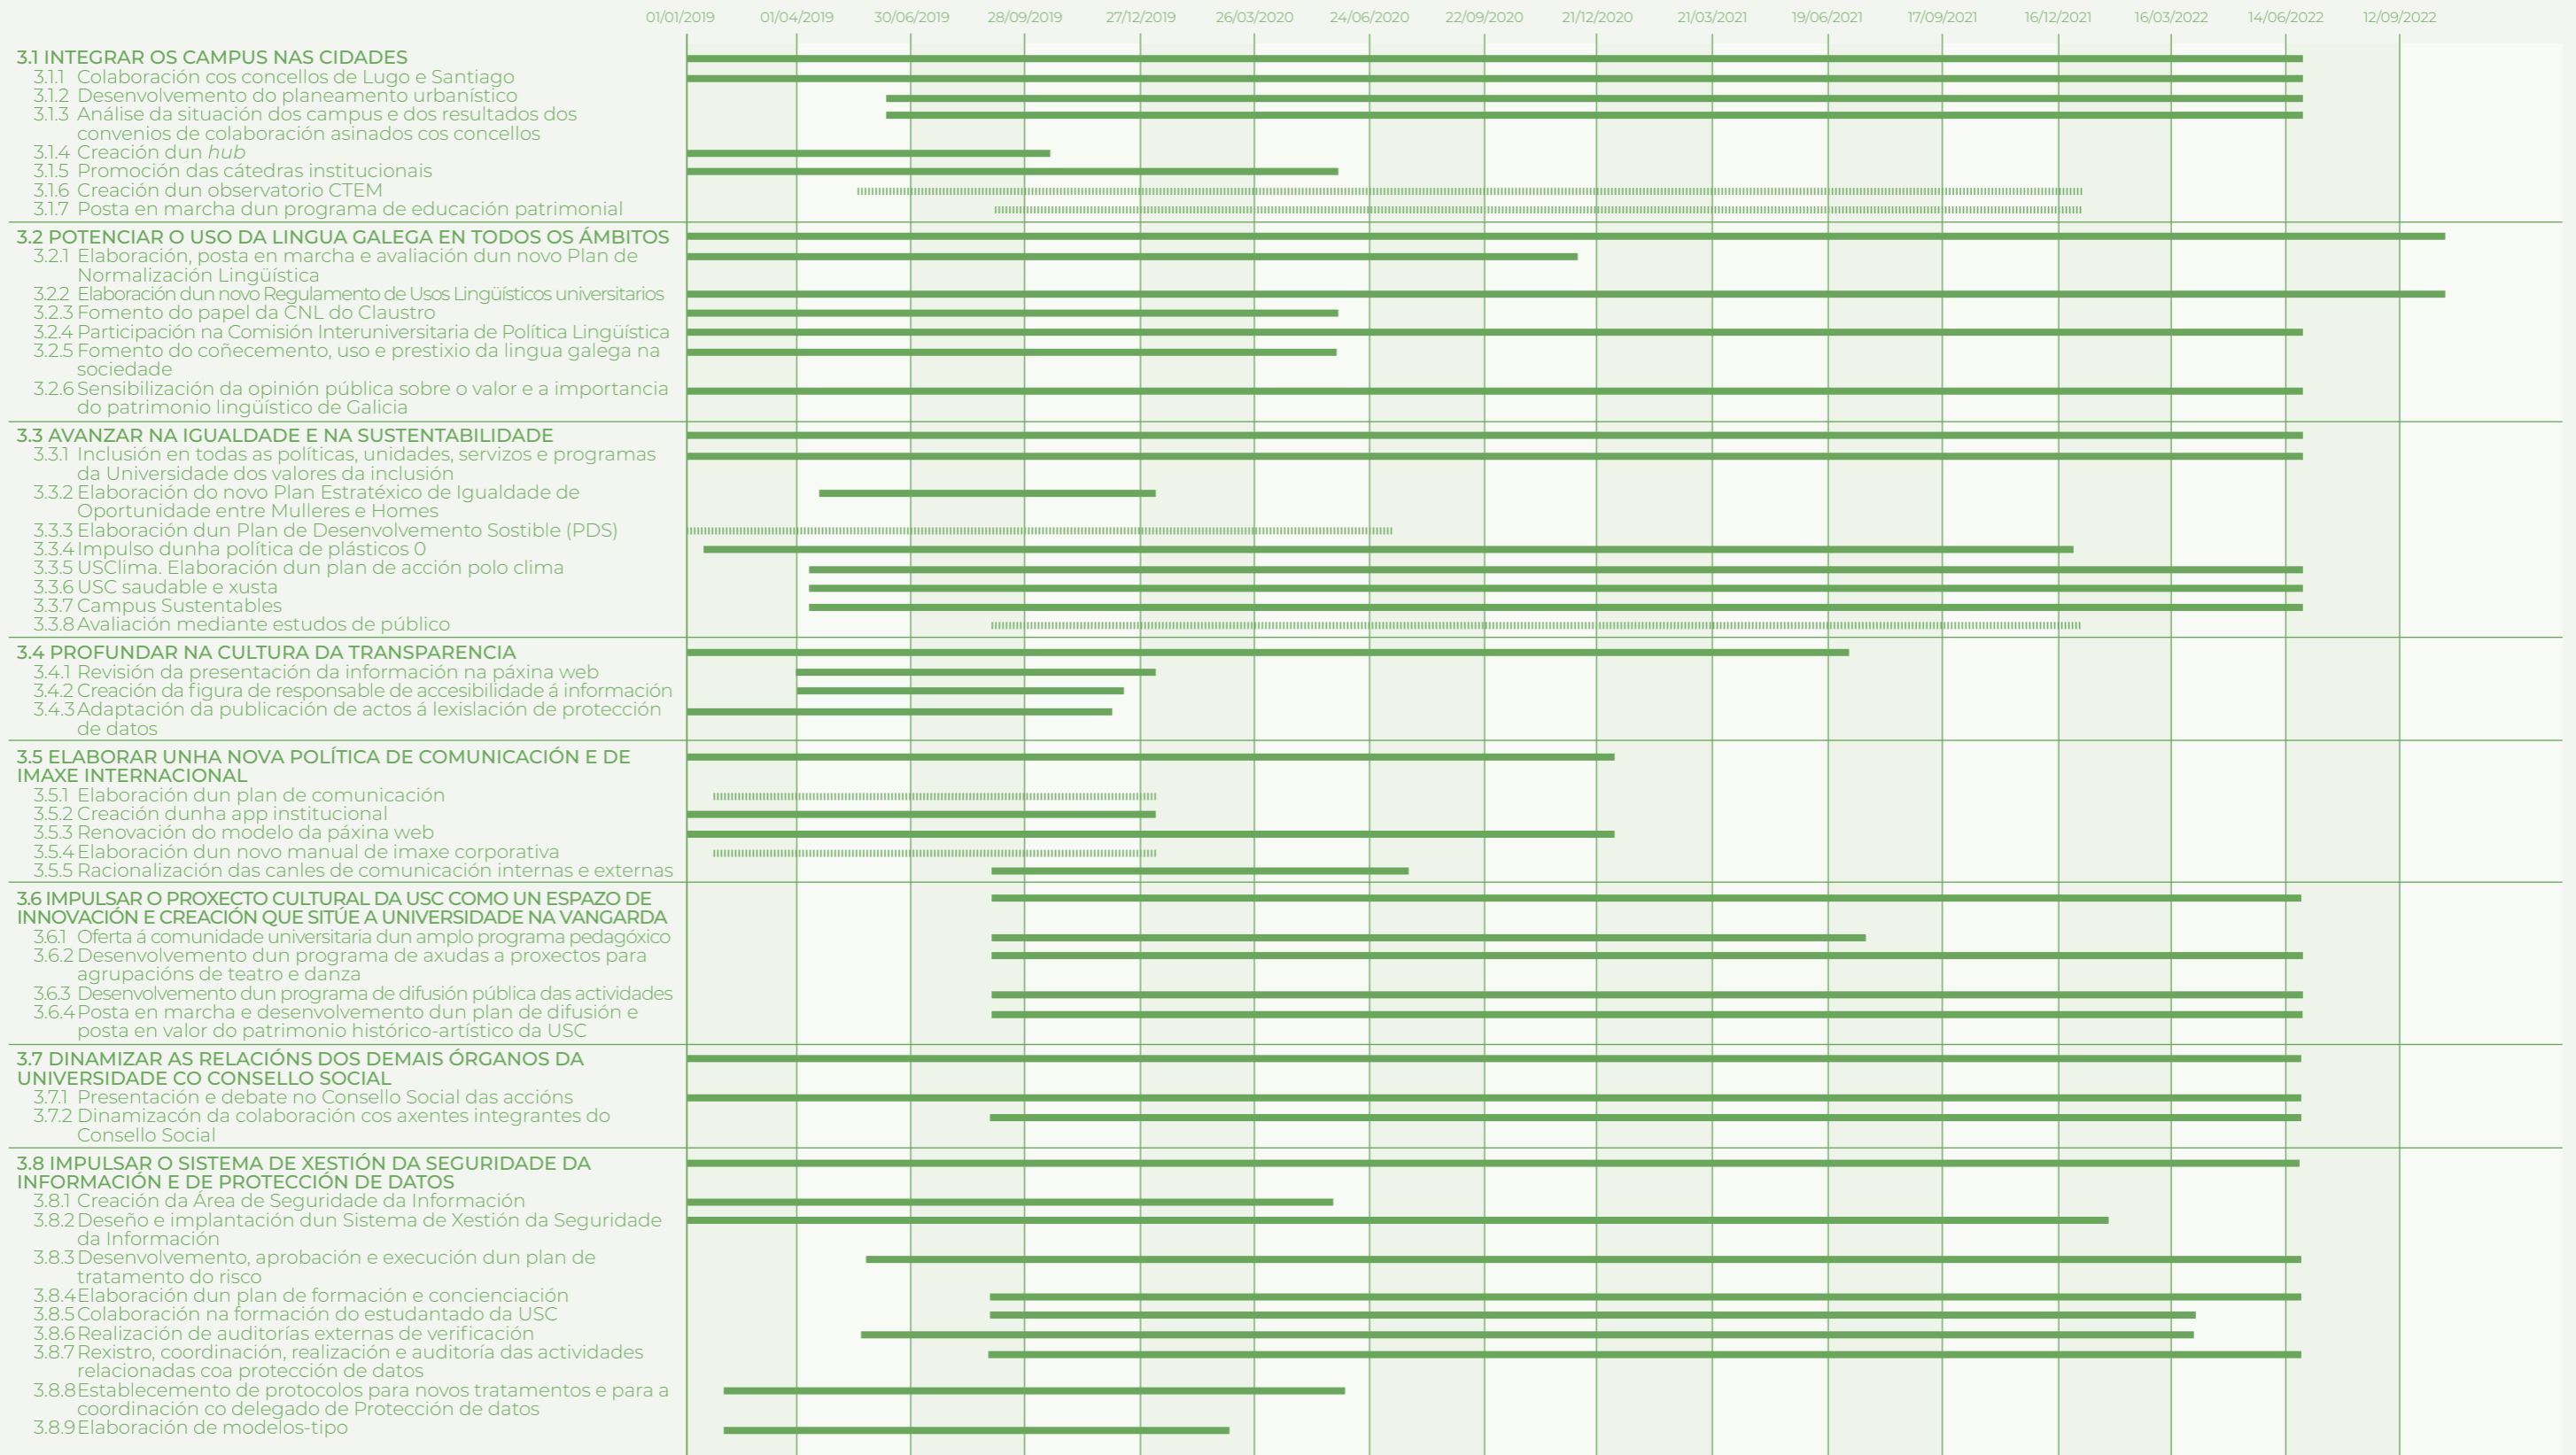 01/01/2019 01/04/2019 30/06/2019 28/09/2019 27/12/2019 26/03/2020 24/06/2020 22/09/2020 21/12/2020 21/03/2021 19/06/2021 17/09/2021 16/12/2021 16/03/2022 14/06/2022 12/09/2022
3.1 INTEGRAR OS CAMPUS NAS CIDADES
3.1.1 Colaboración cos concellos de Lugo e Santiago
3.1.2 Desenvolvemento do planeamento urbanístico
3.1.3 Análise da situación dos campus e dos resultados dos
convenios de colaboración asinados cos concellos
3.1.4 Creación dun hub
3.1.5 Promoción das cátedras institucionais
3.1.6 Creación dun observatorio CTEM
3.1.7 Posta en marcha dun programa de educación patrimonial
3.2 POTENCIAR O USO DA LINGUA GALEGA EN TODOS OS ÁMBITOS
3.2.1 Elaboración, posta en marcha e avaliación dun novo Plan de
Normalización Lingüística
3.2.2 Elaboración dun novo Regulamento de Usos Lingüísticos universitarios
3.2.3 Fomento do papel da CNL do Claustro
3.2.4 Participación na Comisión Interuniversitaria de Política Lingüística
3.2.5 Fomento do coñecemento, uso e prestixio da lingua galega na
sociedade
3.2.6 Sensibilización da opinión pública sobre o valor e a importancia
do patrimonio lingüístico de Galicia
3.3 AVANZAR NA IGUALDADE E NA SUSTENTABILIDADE
3.3.1 Inclusión en todas as políticas, unidades, servizos e programas
da Universidade dos valores da inclusión
3.3.2 Elaboración do novo Plan Estratéxico de Igualdade de
Oportunidade entre Mulleres e Homes
3.3.3 Elaboración dun Plan de Desenvolvemento Sostible (PDS)
3.3.4 Impulso dunha política de plásticos 0
3.3.5 USClima. Elaboración dun plan de acción polo clima
3.3.6 USC saudable e xusta
3.3.7 Campus Sustentables
3.3.8 Avaliación mediante estudos de público
3.4 PROFUNDAR NA CULTURA DA TRANSPARENCIA
3.4.1 Revisión da presentación da información na páxina web
3.4.2 Creación da figura de responsable de accesibilidade á información
3.4.3 Adaptación da publicación de actos á lexislación de protección
de datos
3.5 ELABORAR UNHA NOVA POLÍTICA DE COMUNICACIÓN E DE
IMAXE INTERNACIONAL
3.5.1 Elaboración dun plan de comunicación
3.5.2 Creación dunha app institucional
3.5.3 Renovación do modelo da páxina web
3.5.4 Elaboración dun novo manual de imaxe corporativa
3.5.5 Racionalización das canles de comunicación internas e externas
3.6 IMPULSAR O PROXECTO CULTURAL DA USC COMO UN ESPAZO DE
INNOVACIÓN E CREACIÓN QUE SITÚE A UNIVERSIDADE NA VANGARDA
3.6.1 Oferta á comunidade universitaria dun amplo programa pedagóxico
3.6.2 Desenvolvemento dun programa de axudas a proxectos para
agrupacións de teatro e danza
3.6.3 Desenvolvemento dun programa de difusión pública das actividades
3.6.4 Posta en marcha e desenvolvemento dun plan de difusión e
posta en valor do patrimonio histórico-artístico da USC
3.7 DINAMIZAR AS RELACIÓNS DOS DEMAIS ÓRGANOS DA
UNIVERSIDADE CO CONSELLO SOCIAL
3.7.1 Presentación e debate no Consello Social das accións
3.7.2 Dinamizacón da colaboración cos axentes integrantes do
Consello Social
3.8 IMPULSAR O SISTEMA DE XESTIÓN DA SEGURIDADE DA
INFORMACIÓN E DE PROTECCIÓN DE DATOS
3.8.1 Creación da Área de Seguridade da Información
3.8.2 Deseño e implantación dun Sistema de Xestión da Seguridade
da Información
3.8.3 Desenvolvemento, aprobación e execución dun plan de
tratamento do risco
3.8.4 Elaboración dun plan de formación e concienciación
3.8.5 Colaboración na formación do estudantado da USC
3.8.6 Realización de auditorías externas de verificación
3.8.7 Rexistro, coordinación, realización e auditoría das actividades
relacionadas coa protección de datos
3.8.8 Establecemento de protocolos para novos tratamentos e para a
coordinación co delegado de Protección de datos
3.8.9 Elaboración de modelos-tipo